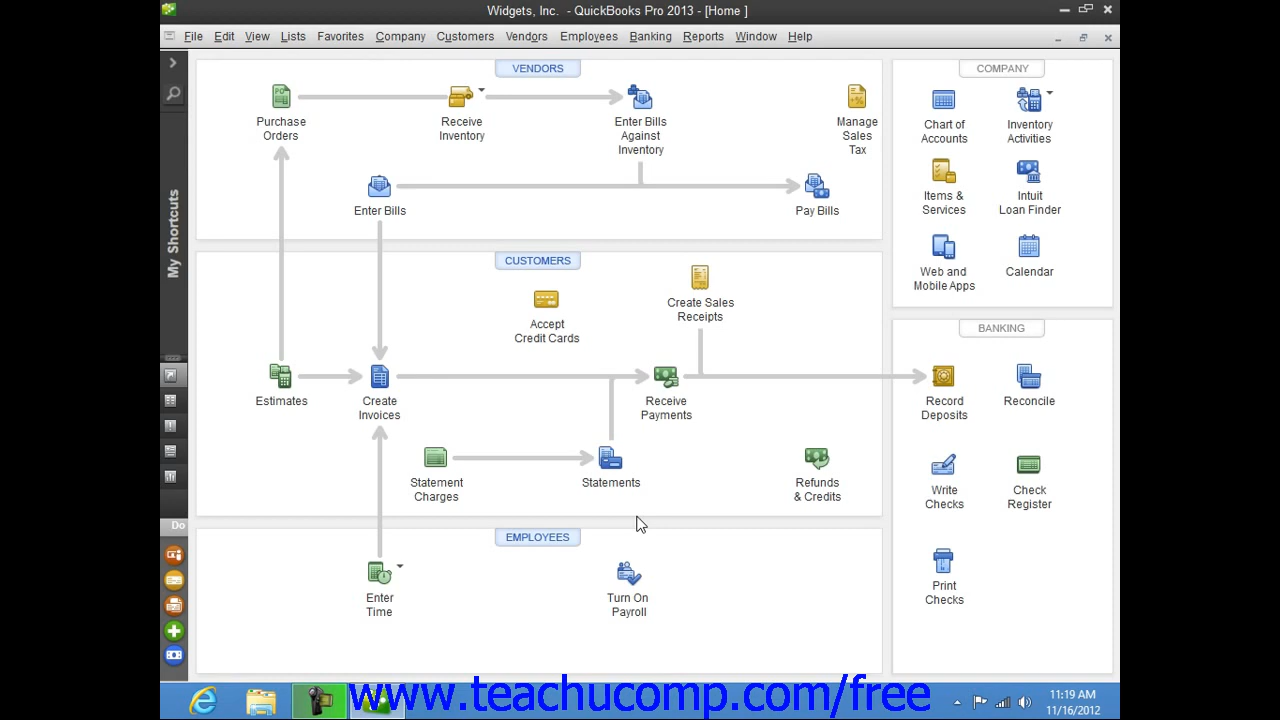 Widgets, Inc. - QuickBooks Pro 2013 - [Home ]
File Edit View Lists Favorites Company Customers Vendors Employees Banking Reports Window Help
My Shortcuts
Do
VENDORS
Purchase
Orders
Receive
Inventory
Enter Bills
Against
Inventory
Manage
Sales
Tax
Enter Bills
Pay Bills
CUSTOMERS
Accept
Credit Cards
Create Sales
Receipts
Estimates
Create
Invoices
Receive
Payments
Statement
Charges
Statements
Refunds
& Credits
EMPLOYEES
Enter
Time
Turn On
Payroll
COMPANY
Chart of
Accounts
Inventory
Activities
Items &
Services
Intuit
Loan Finder
Web and
Mobile Apps
Calendar
BANKING
Record
Deposits
Reconcile
Write
Checks
Check
Register
Print
Checks
www.teachucomp.com/free
11:19 AM
11/16/2012